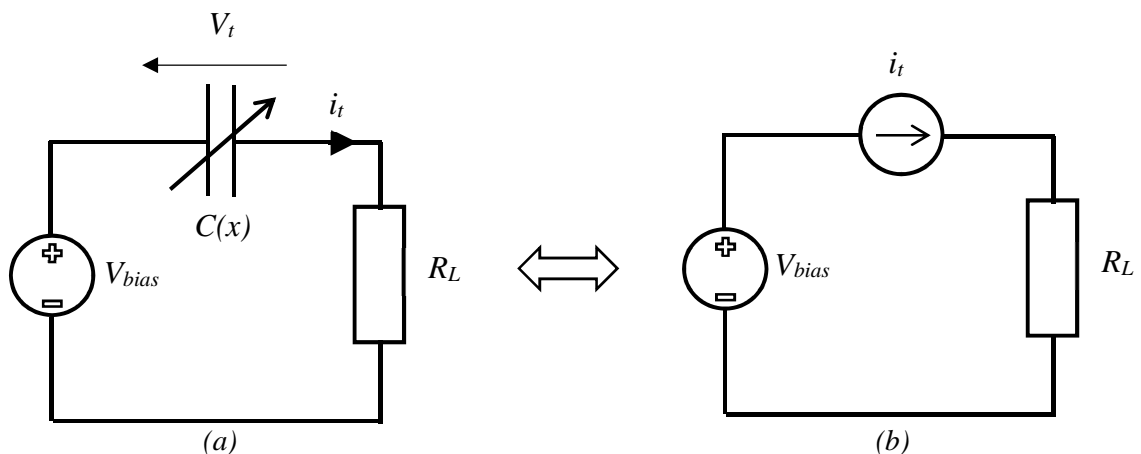 V_t
i_t
C(x)
V_bias
R_L
(a)
i_t
V_bias
R_L
(b)